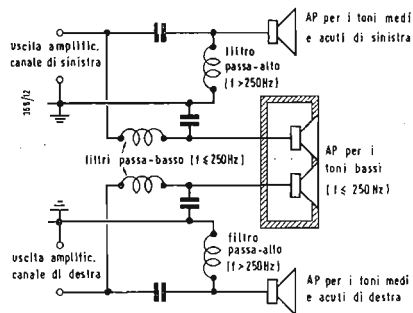 uscita amplific.
canale di sinistra
filtro
passa-alto
(f > 250Hz)
AP per i toni medi
e acuti di sinistra
filtri passa-basso (f ≤ 250Hz)
AP per i
toni bassi
(f ≤ 250 Hz)
uscita amplific.
canale di destra
filtro
passa-alto
(f > 250Hz)
AP per i toni medi
e acuti di destra